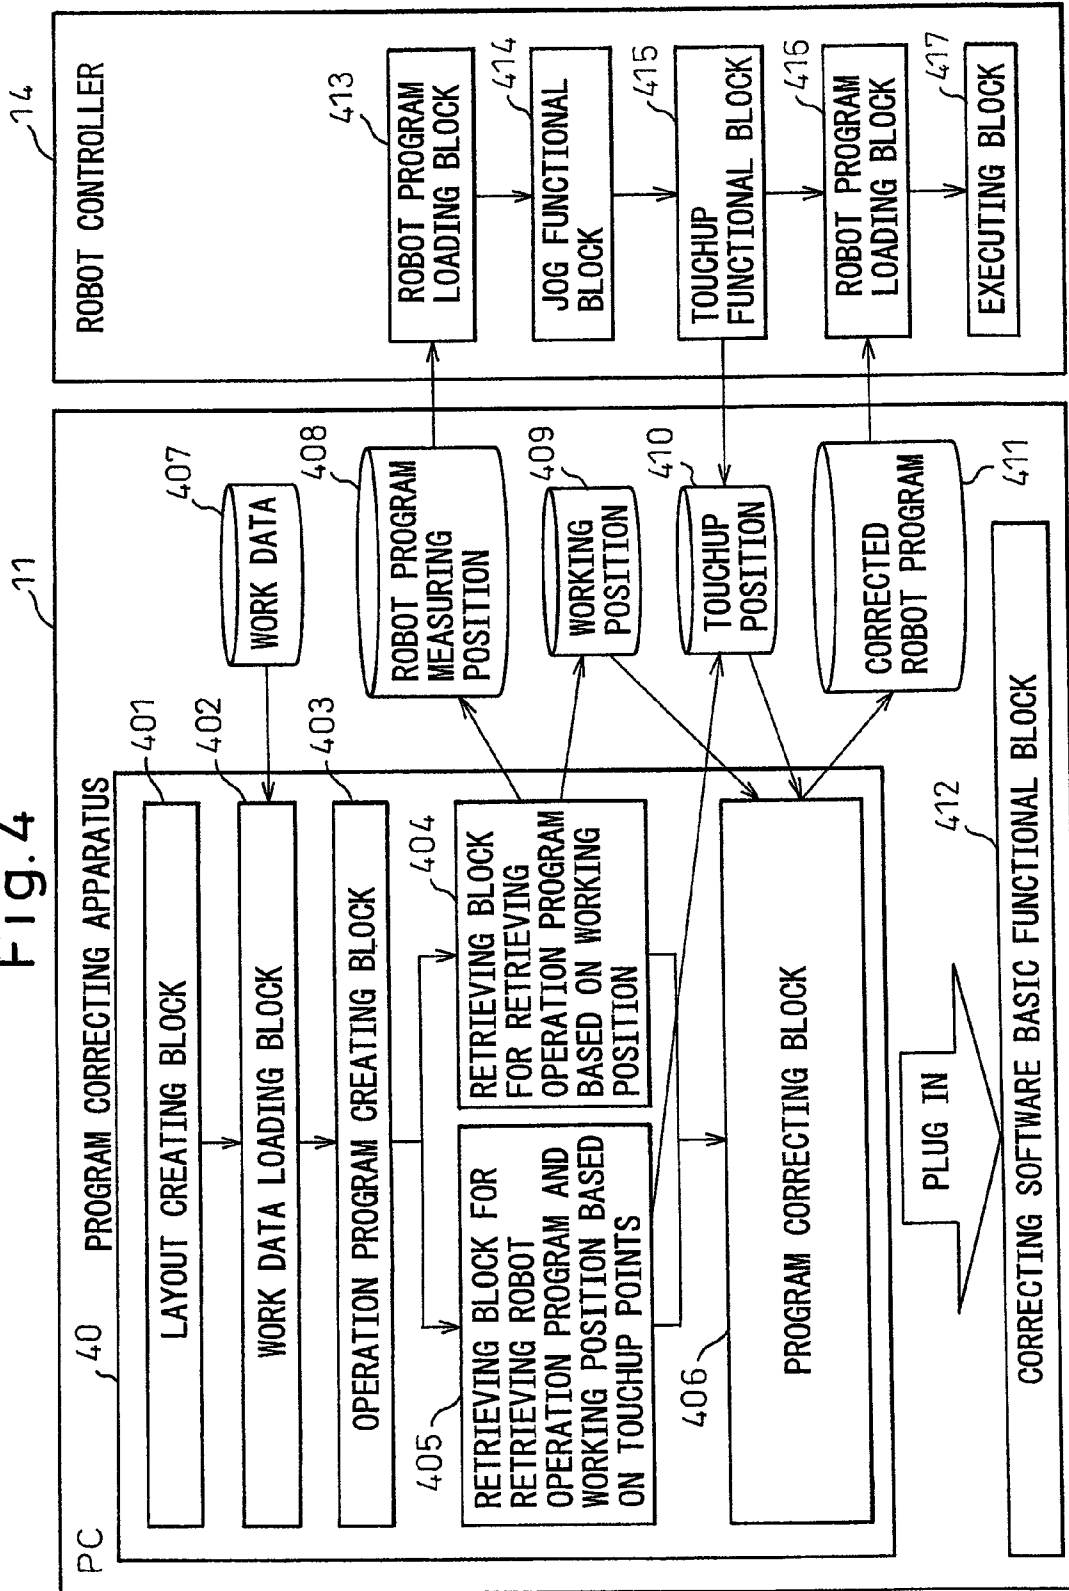 Fig.4
11
14
PC
40
PROGRAM CORRECTING APPARATUS
LAYOUT CREATING BLOCK
401
WORK DATA LOADING BLOCK
402
OPERATION PROGRAM CREATING BLOCK
403
405
RETRIEVING BLOCK FOR
RETRIEVING ROBOT
OPERATION PROGRAM AND
WORKING POSITION BASED
ON TOUCHUP POINTS
404
RETRIEVING BLOCK
FOR RETRIEVING
OPERATION PROGRAM
BASED ON WORKING
POSITION
406
PROGRAM CORRECTING BLOCK
PLUG IN
412
CORRECTING SOFTWARE BASIC FUNCTIONAL BLOCK
407
WORK DATA
408
ROBOT PROGRAM
MEASURING
POSITION
409
WORKING
POSITION
410
TOUCHUP
POSITION
CORRECTED
ROBOT PROGRAM
411
ROBOT CONTROLLER
413
ROBOT PROGRAM
LOADING BLOCK
414
JOG FUNCTIONAL
BLOCK
415
TOUCHUP
FUNCTIONAL BLOCK
416
ROBOT PROGRAM
LOADING BLOCK
417
EXECUTING BLOCK